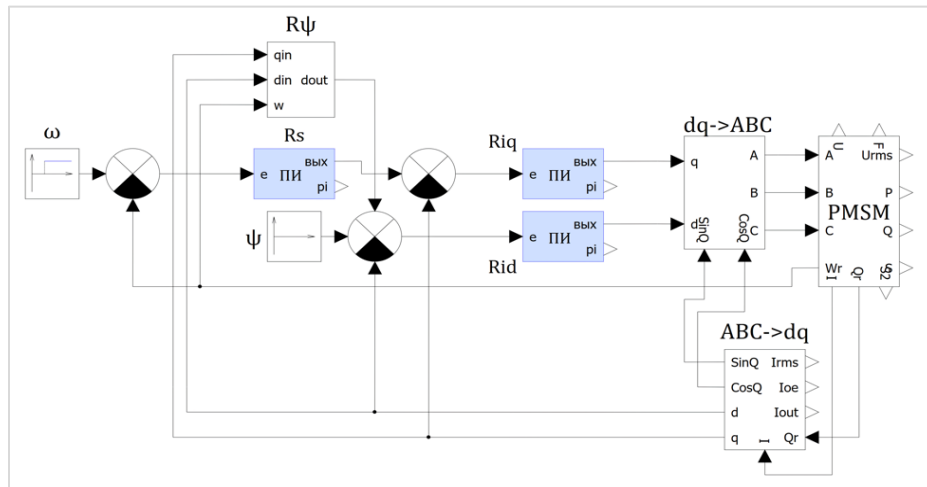 Rψ
qin
din dout
w
ω
Rs
e ПИ вых
pi
Riq
e ПИ вых
pi
dq->ABC
q A
B
d C
SinQ CosQ
U F
A Urms
B P
PMSM
C Q
Wr S
I Qr S2
ψ
e ПИ вых
pi
Rid
ABC->dq
SinQ Irms
CosQ Ioe
d Iout
q I Qr